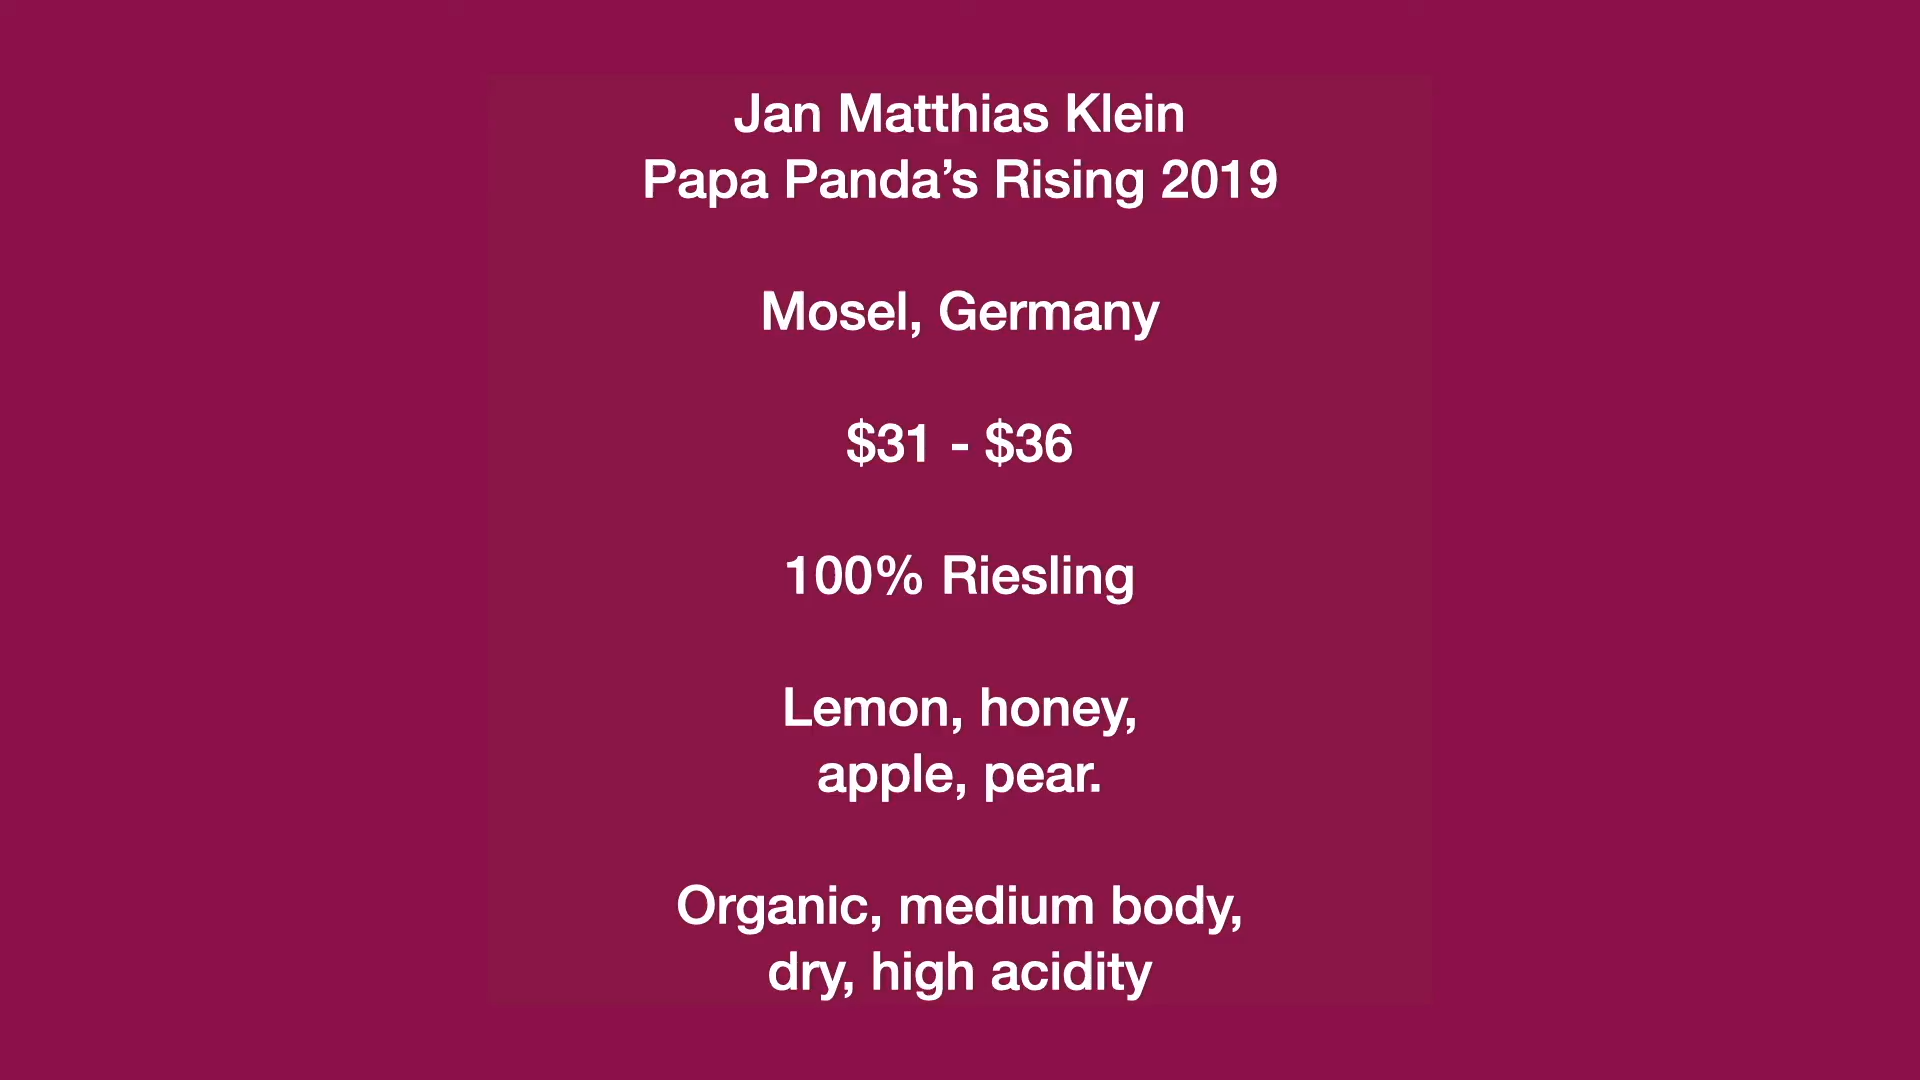 Jan Matthias Klein
Papa Panda’s Rising 2019
Mosel, Germany
$31 - $36
100% Riesling
Lemon, honey,
apple, pear.
Organic, medium body,
dry, high acidity